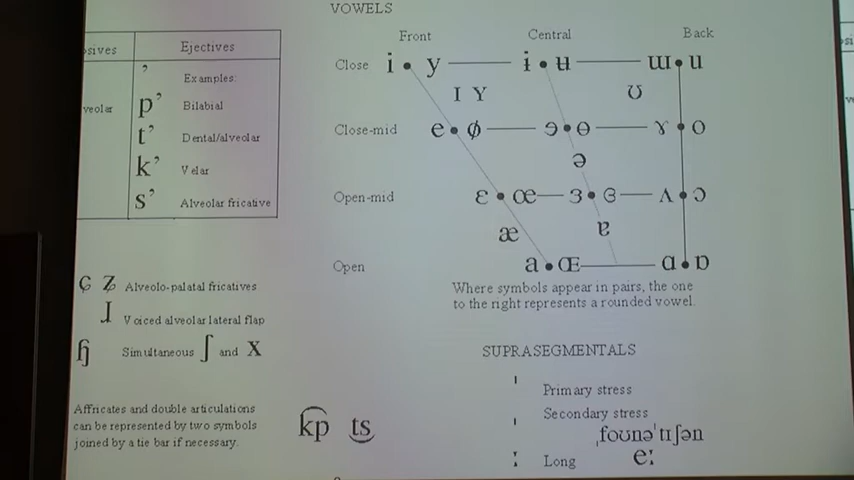 osives
Ejectives
ʼ
Examples:
veolar
pʼ Bilabial
tʼ Dental/alveolar
kʼ Velar
sʼ Alveolar fricative
ɕ ʑ Alveolo-palatal fricatives
ɺ Voiced alveolar lateral flap
ɧ Simultaneous ʃ and x
Affricates and double articulations
can be represented by two symbols
joined by a tie bar if necessary.
k͡p t͜s
VOWELS
Front Central Back
Close i y ɨ ʉ ɯ u
ɪ ʏ ʊ
Close-mid e ø ɘ ɵ ɤ o
ə
Open-mid ɛ œ ɜ ɞ ʌ ɔ
æ ɐ
Open a ɶ ɑ ɒ
Where symbols appear in pairs, the one
to the right represents a rounded vowel.
SUPRASEGMENTALS
ˈ Primary stress
ˌ Secondary stress
ˌfoʊnəˈtɪʃən
ː Long eː